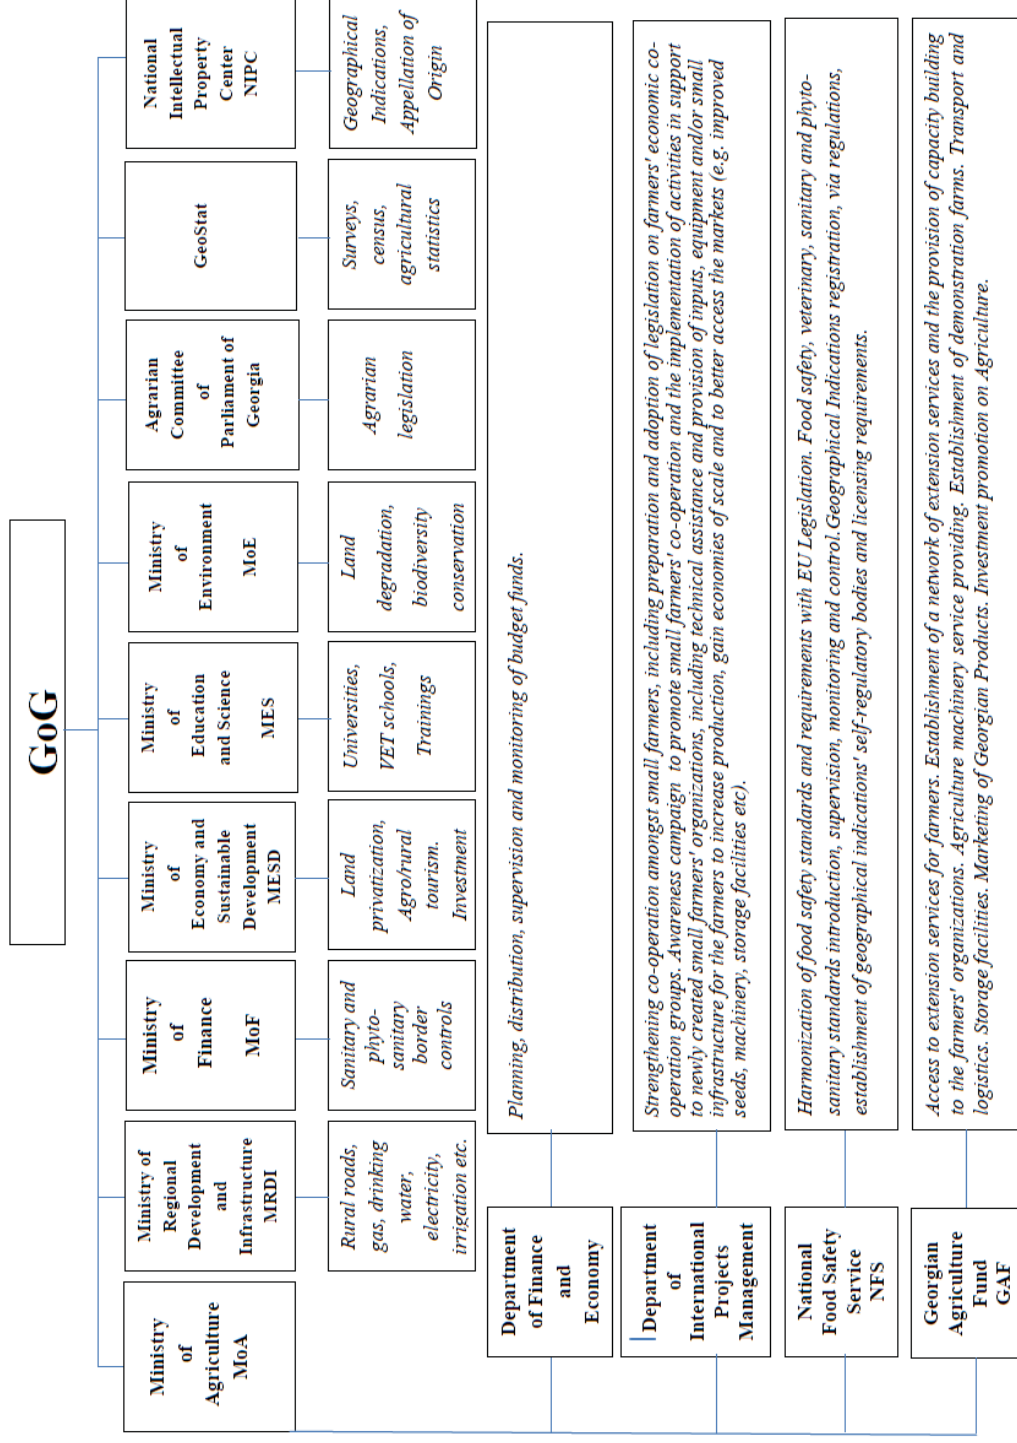 GoG
Ministry
of
Agriculture
MoA
Ministry of
Regional
Development
and
Infrastructure
MRDI
Ministry
of
Finance
MoF
Ministry
of
Economy and
Sustainable
Development
MESD
Ministry
of
Education
and Science
MES
Ministry
of
Environment
MoE
Agrarian
Committee
of
Parliament of
Georgia
GeoStat
National
Intellectual
Property
Center
NIPC
Rural roads,
gas, drinking
water,
electricity,
irrigation etc.
Sanitary and
phyto-
sanitary
border
controls
Land
privatization,
Agro/rural
tourism.
Investment
Universities,
VET schools,
Trainings
Land
degradation,
biodiversity
conservation
Agrarian
legislation
Surveys,
census,
agricultural
statistics
Geographical
Indications,
Appellation of
Origin
Department
of Finance
and
Economy
Planning, distribution, supervision and monitoring of budget funds.
Department
of
International
Projects
Management
Strengthening co-operation amongst small farmers, including preparation and adoption of legislation on farmers' economic co-
operation groups. Awareness campaign to promote small farmers' co-operation and the implementation of activities in support
to newly created small farmers' organizations, including technical assistance and provision of inputs, equipment and/or small
infrastructure for the farmers to increase production, gain economies of scale and to better access the markets (e.g. improved
seeds, machinery, storage facilities etc).
National
Food Safety
Service
NFS
Harmonization of food safety standards and requirements with EU Legislation. Food safety, veterinary, sanitary and phyto-
sanitary standards introduction, supervision, monitoring and control.Geographical Indications registration, via regulations,
establishment of geographical indications' self-regulatory bodies and licensing requirements.
Georgian
Agriculture
Fund
GAF
Access to extension services for farmers. Establishment of a network of extension services and the provision of capacity building
to the farmers' organizations. Agriculture machinery service providing. Establishment of demonstration farms. Transport and
logistics. Storage facilities. Marketing of Georgian Products. Investment promotion on Agriculture.